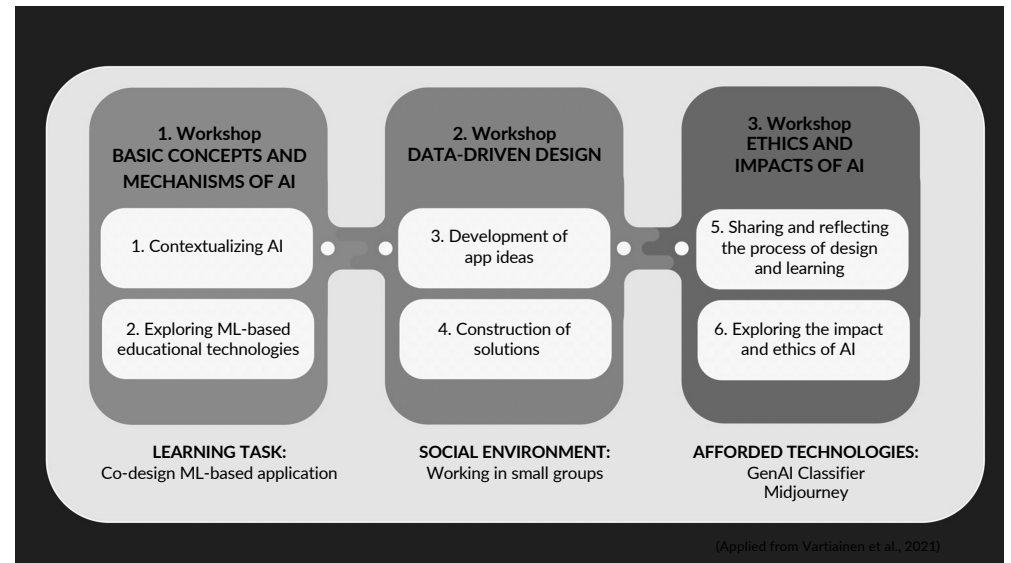 1. Workshop
BASIC CONCEPTS AND
MECHANISMS OF AI
1. Contextualizing AI
2. Exploring ML-based
educational technologies
2. Workshop
DATA-DRIVEN DESIGN
3. Development of
app ideas
4. Construction of
solutions
3. Workshop
ETHICS AND
IMPACTS OF AI
5. Sharing and reflecting
the process of design
and learning
6. Exploring the impact
and ethics of AI
LEARNING TASK:
Co-design ML-based application
SOCIAL ENVIRONMENT:
Working in small groups
AFFORDED TECHNOLOGIES:
GenAI Classifier
Midjourney
(Applied from Vartiainen et al., 2021)